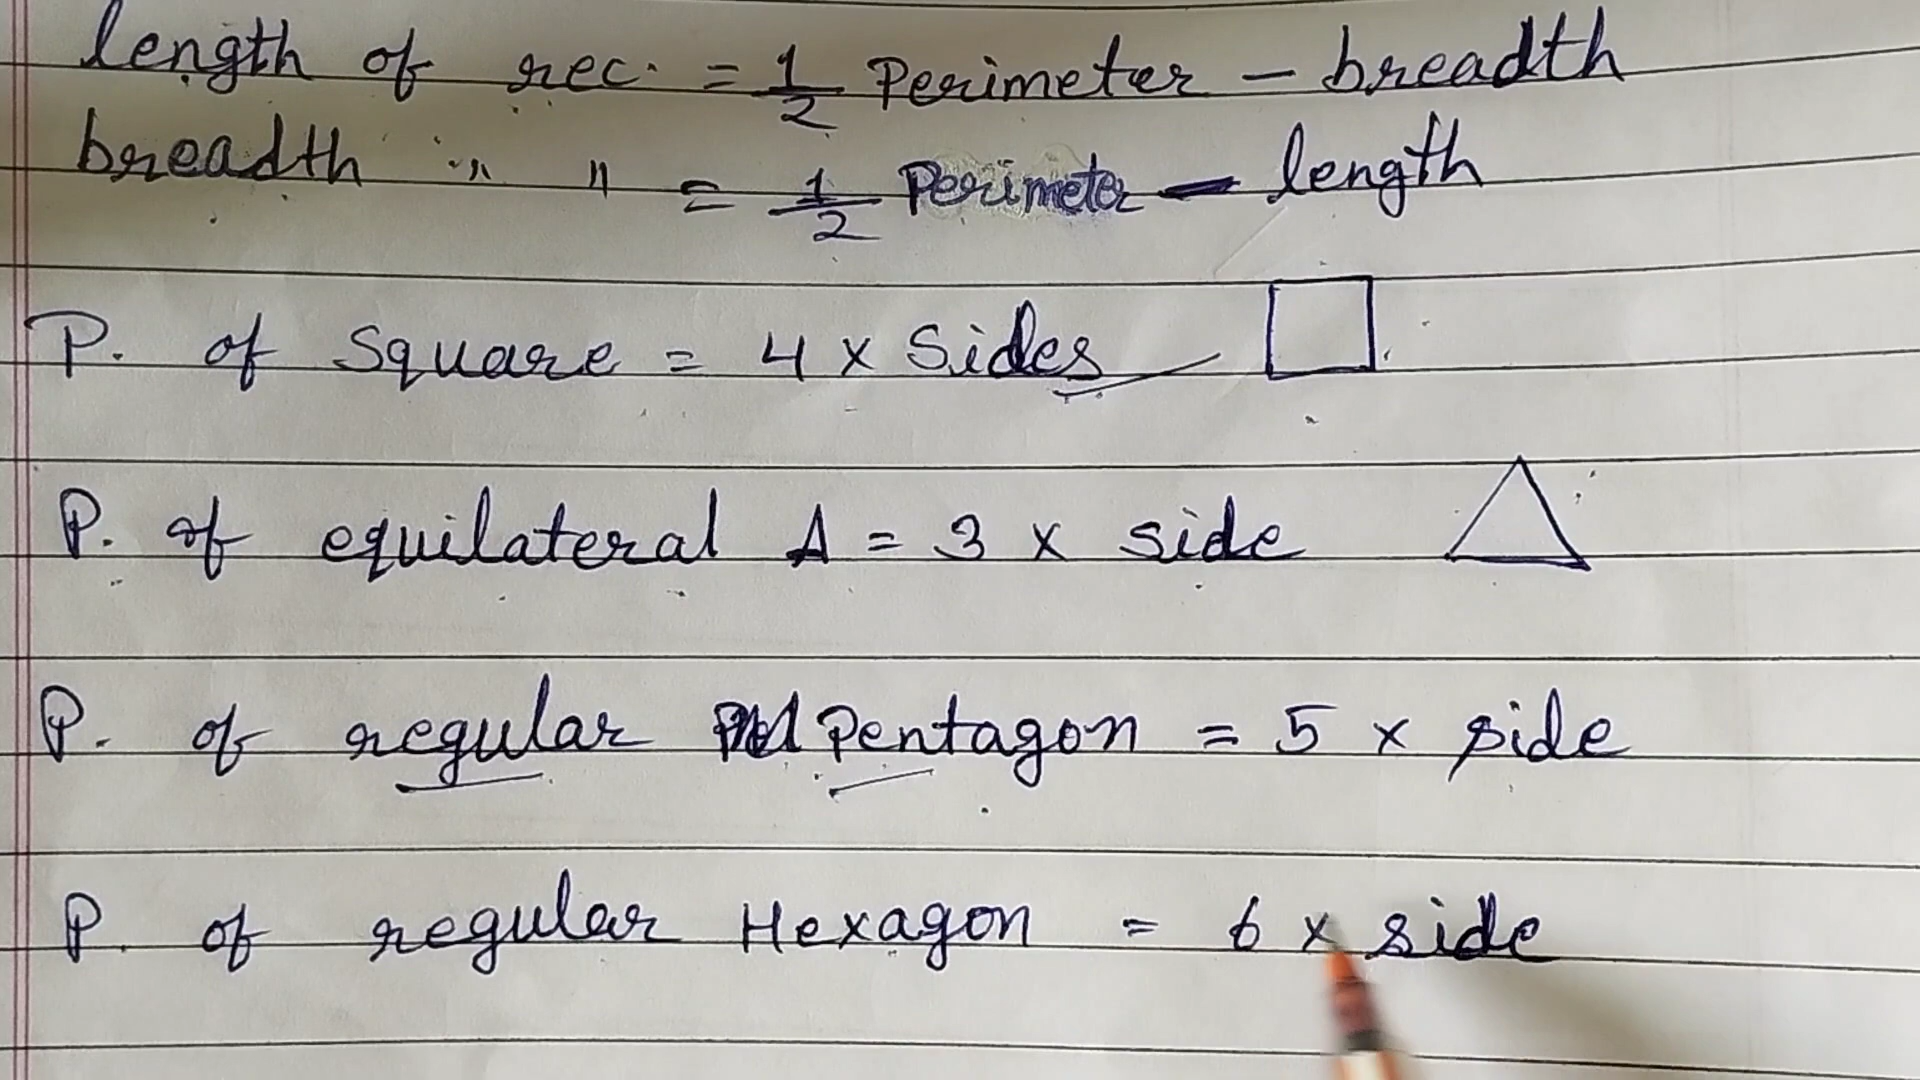 length of rec. = 1/2 Perimeter - breadth
breadth " " = 1/2 Perimeter - length
P. of Square = 4 x Sides
P. of equilateral Δ = 3 x side
P. of regular Pentagon = 5 x side
P. of regular Hexagon = 6 x side